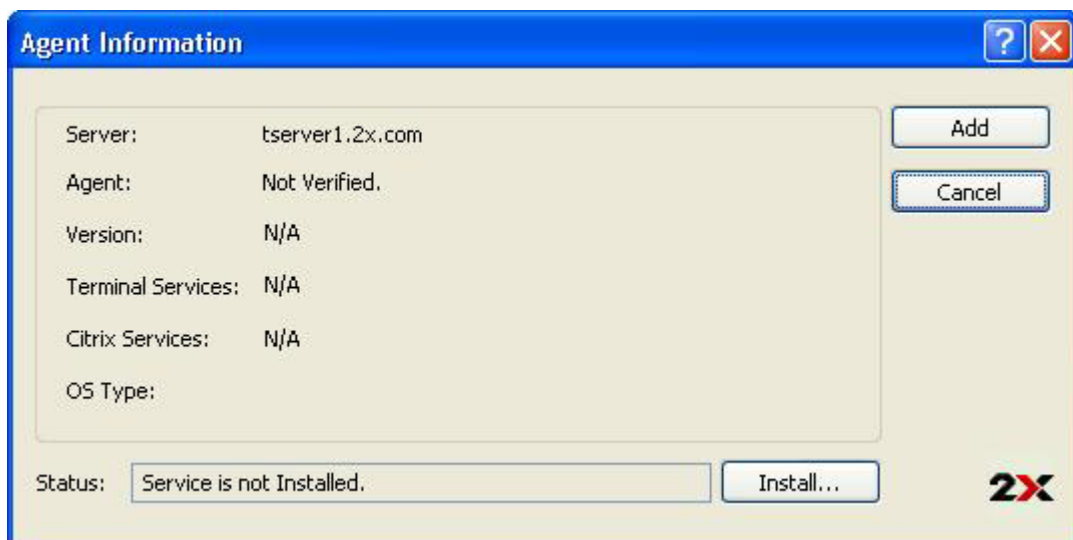 Agent Information
Server: tserver1.2x.com
Agent: Not Verified.
Version: N/A
Terminal Services: N/A
Citrix Services: N/A
OS Type:
Add
Cancel
Status: Service is not Installed. Install...
2X